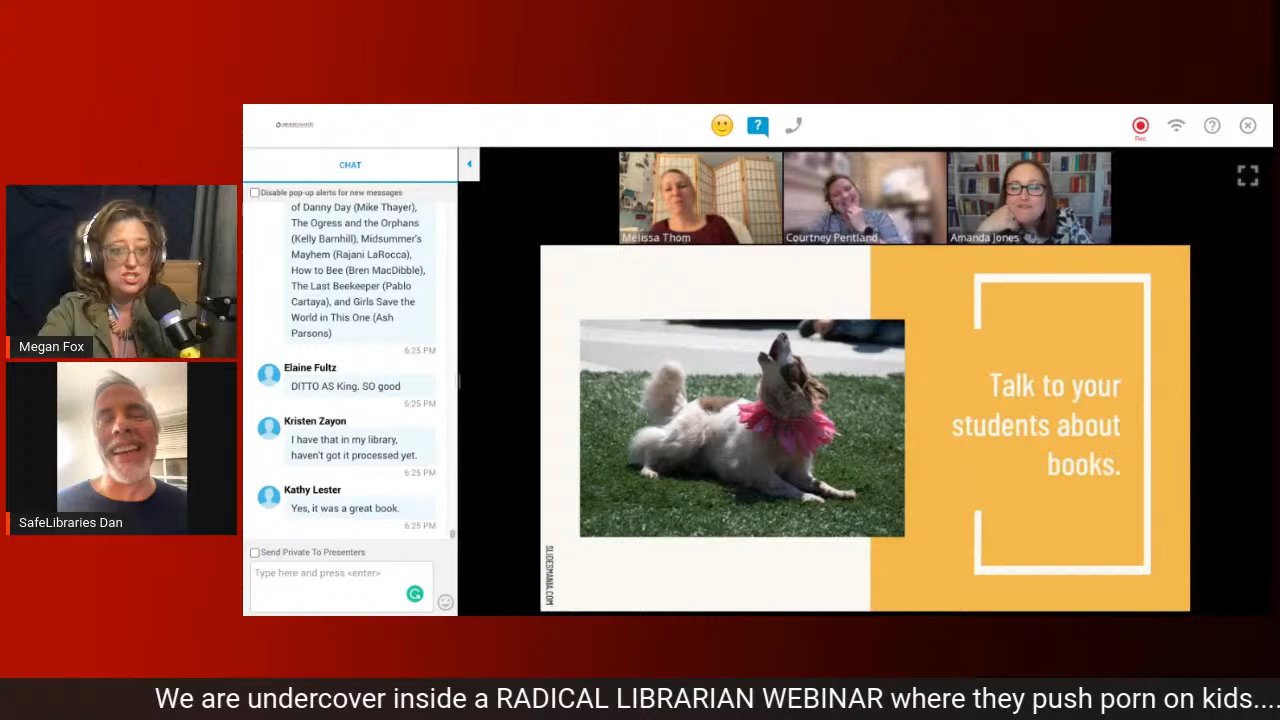 CHAT
Disable pop-up alerts for new messages
of Danny Day (Mike Thayer),
The Ogress and the Orphans
(Kelly Barnhill), Midsummer's
Mayhem (Rajani LaRocca),
How to Bee (Bren MacDibble),
The Last Beekeeper (Pablo
Cartaya), and Girls Save the
World in This One (Ash
Parsons)
6:25 PM
Elaine Fultz
DITTO AS King. SO good
6:25 PM
Kristen Zayon
I have that in my library,
haven't got it processed yet.
6:25 PM
Kathy Lester
Yes, it was a great book.
6:25 PM
Send Private To Presenters
Type here and press <enter>
Rec
Melissa Thom
Courtney Pentland
Amanda Jones
Talk to your
students about
books.
SLIDESMANIA.COM
Megan Fox
SafeLibraries Dan
We are undercover inside a RADICAL LIBRARIAN WEBINAR where they push porn on kids....